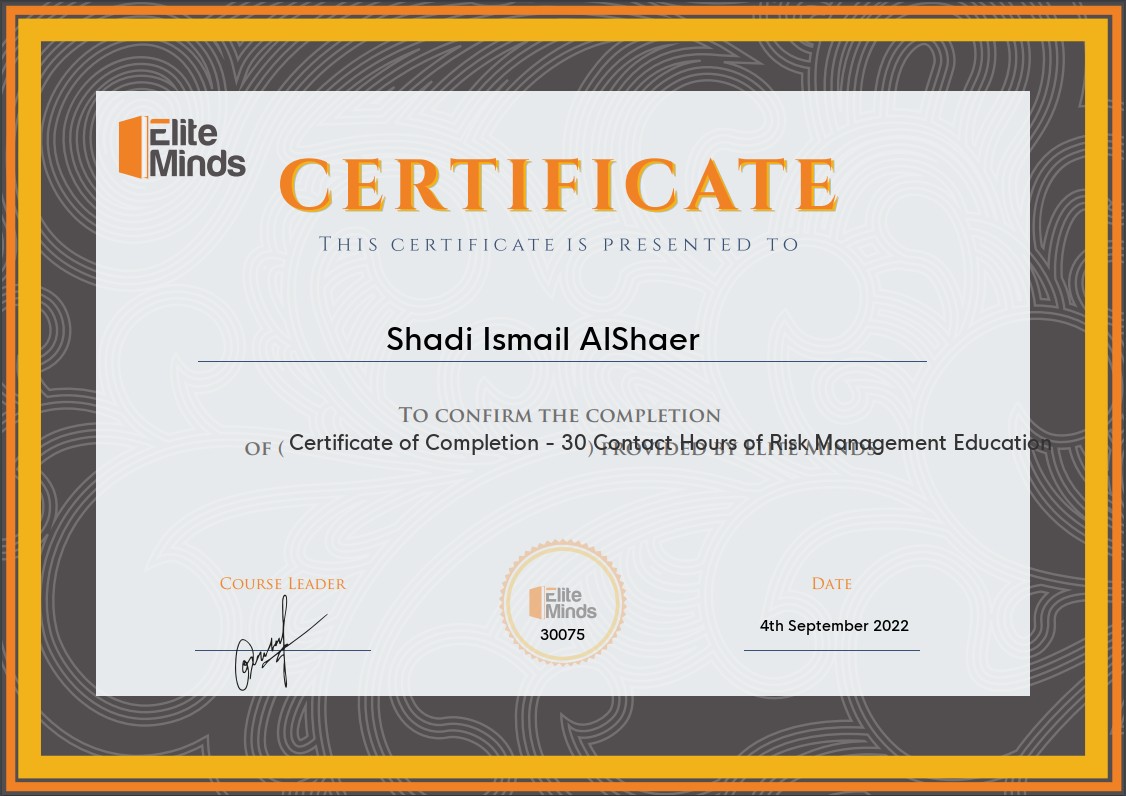 Elite
Minds
CERTIFICATE
THIS CERTIFICATE IS PRESENTED TO
Shadi Ismail AlShaer
TO CONFIRM THE COMPLETION
OF ( Certificate of Completion - 30 Contact Hours of Risk Management Education
) PROVIDED BY ELITE MINDS
COURSE LEADER
DATE
Elite
Minds
30075
4th September 2022